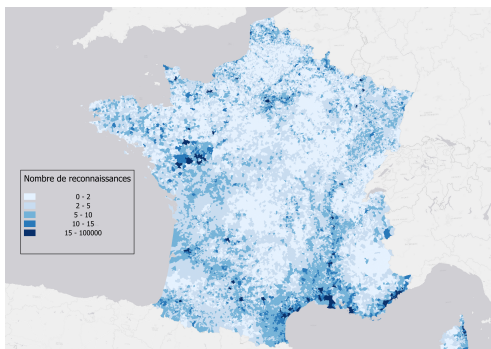 Nombre de reconnaissances
0 - 2
2 - 5
5 - 10
10 - 15
15 - 100000